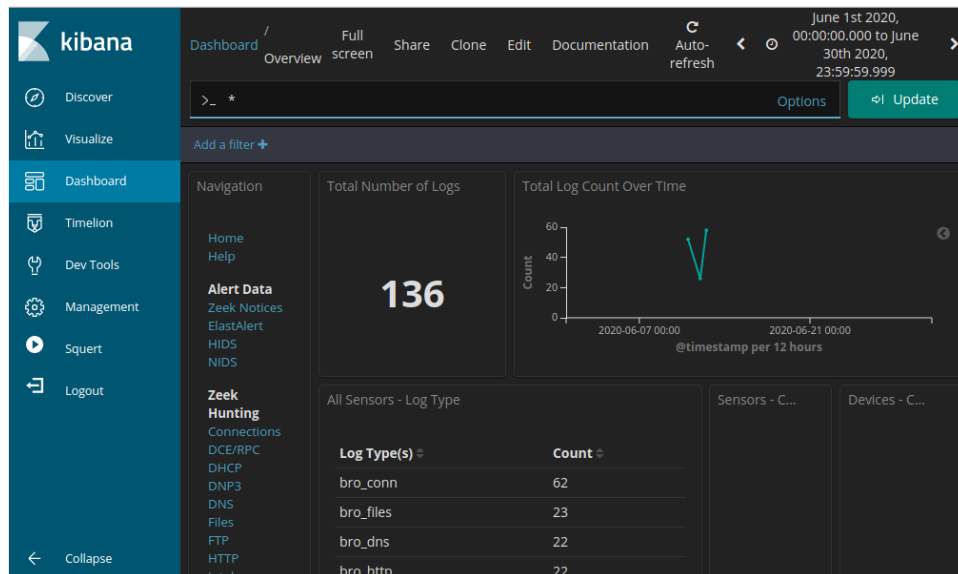 kibana
Discover
Visualize
Dashboard
Timelion
Dev Tools
Management
Squert
Logout
Collapse
Dashboard / Overview
Full screen
Share
Clone
Edit
Documentation
Auto-refresh
June 1st 2020, 00:00:00.000 to June 30th 2020, 23:59:59.999
>_ *
Options
Update
Add a filter +
Navigation
Home
Help
Alert Data
Zeek Notices
ElastAlert
HIDS
NIDS
Zeek Hunting
Connections
DCE/RPC
DHCP
DNP3
DNS
Files
FTP
HTTP
Total Number of Logs
136
Total Log Count Over TIme
Count
60
40
20
0
2020-06-07 00:00
2020-06-21 00:00
@timestamp per 12 hours
All Sensors - Log Type
Log Type(s)
Count
bro_conn 62
bro_files 23
bro_dns 22
bro_http 22
Sensors - C...
Devices - C...